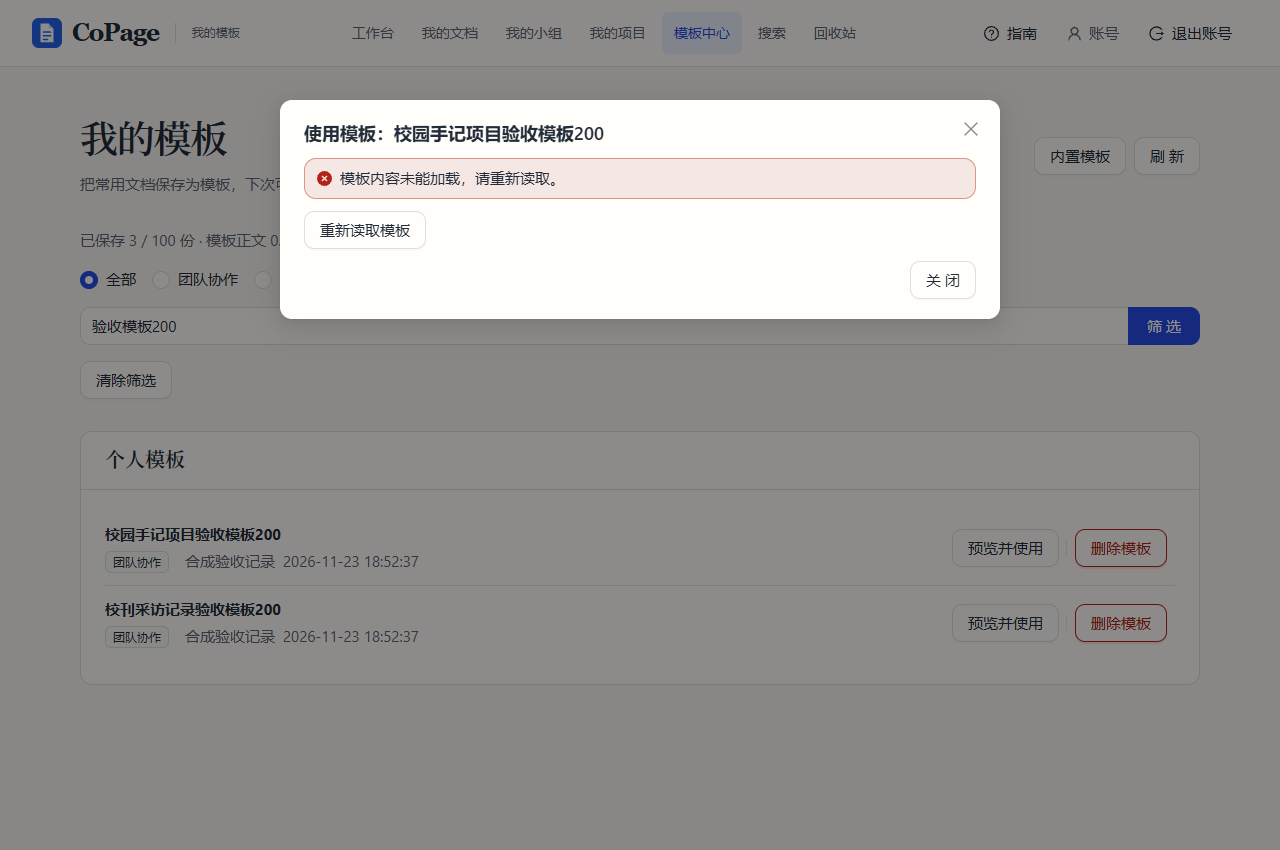 CoPage 我的模板 工作台 我的文档 我的小组 我的项目 模板中心 搜索 回收站 指南 账号 退出账号
我的模板
内置模板 刷 新
使用模板：校园手记项目验收模板200
模板内容未能加载，请重新读取。
重新读取模板
关 闭
把常用文档保存为模板，下次
已保存 3 / 100 份 · 模板正文 0
全部 团队协作
验收模板200 筛 选
清除筛选
个人模板
校园手记项目验收模板200
团队协作 合成验收记录 2026-11-23 18:52:37
预览并使用 删除模板
校刊采访记录验收模板200
团队协作 合成验收记录 2026-11-23 18:52:37
预览并使用 删除模板